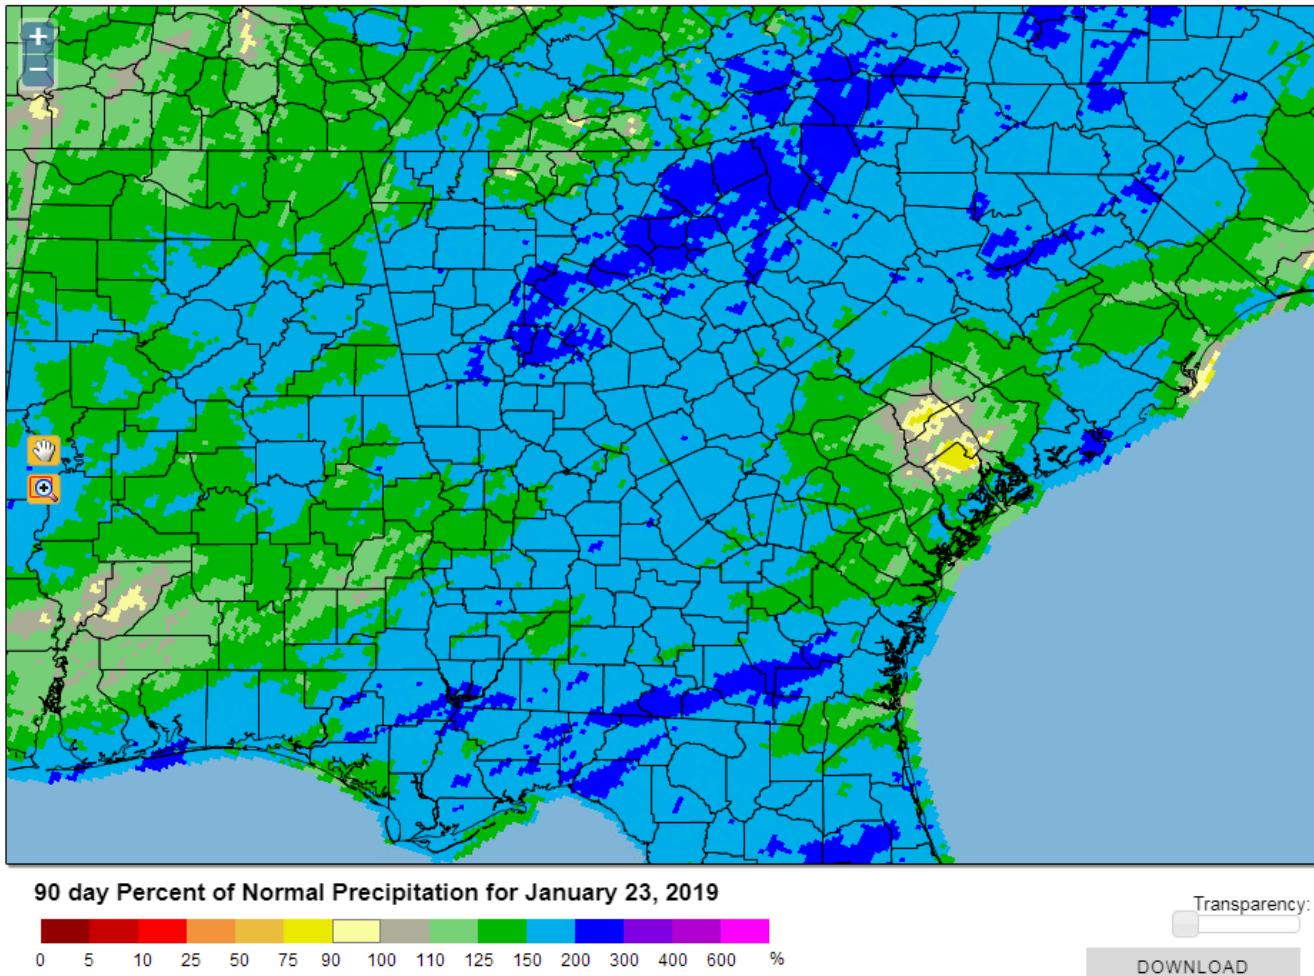 +
−
90 day Percent of Normal Precipitation for January 23, 2019
Transparency:
0 5 10 25 50 75 90 100 110 125 150 200 300 400 600 %
DOWNLOAD